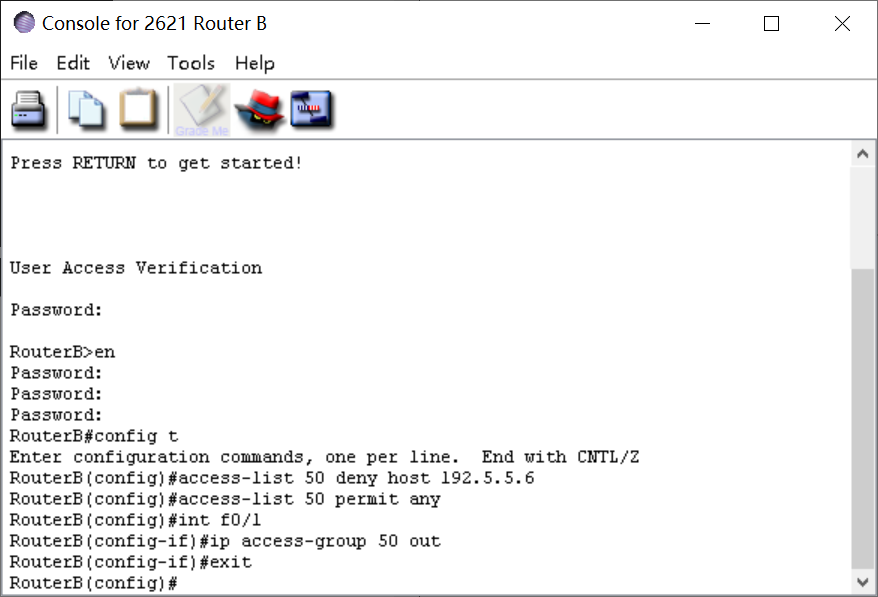 Console for 2621 Router B
File Edit View Tools Help
Grade Me
Press RETURN to get started!
User Access Verification
Password:
RouterB>en
Password:
Password:
Password:
RouterB#config t
Enter configuration commands, one per line.  End with CNTL/Z
RouterB(config)#access-list 50 deny host 192.5.5.6
RouterB(config)#access-list 50 permit any
RouterB(config)#int f0/1
RouterB(config-if)#ip access-group 50 out
RouterB(config-if)#exit
RouterB(config)#